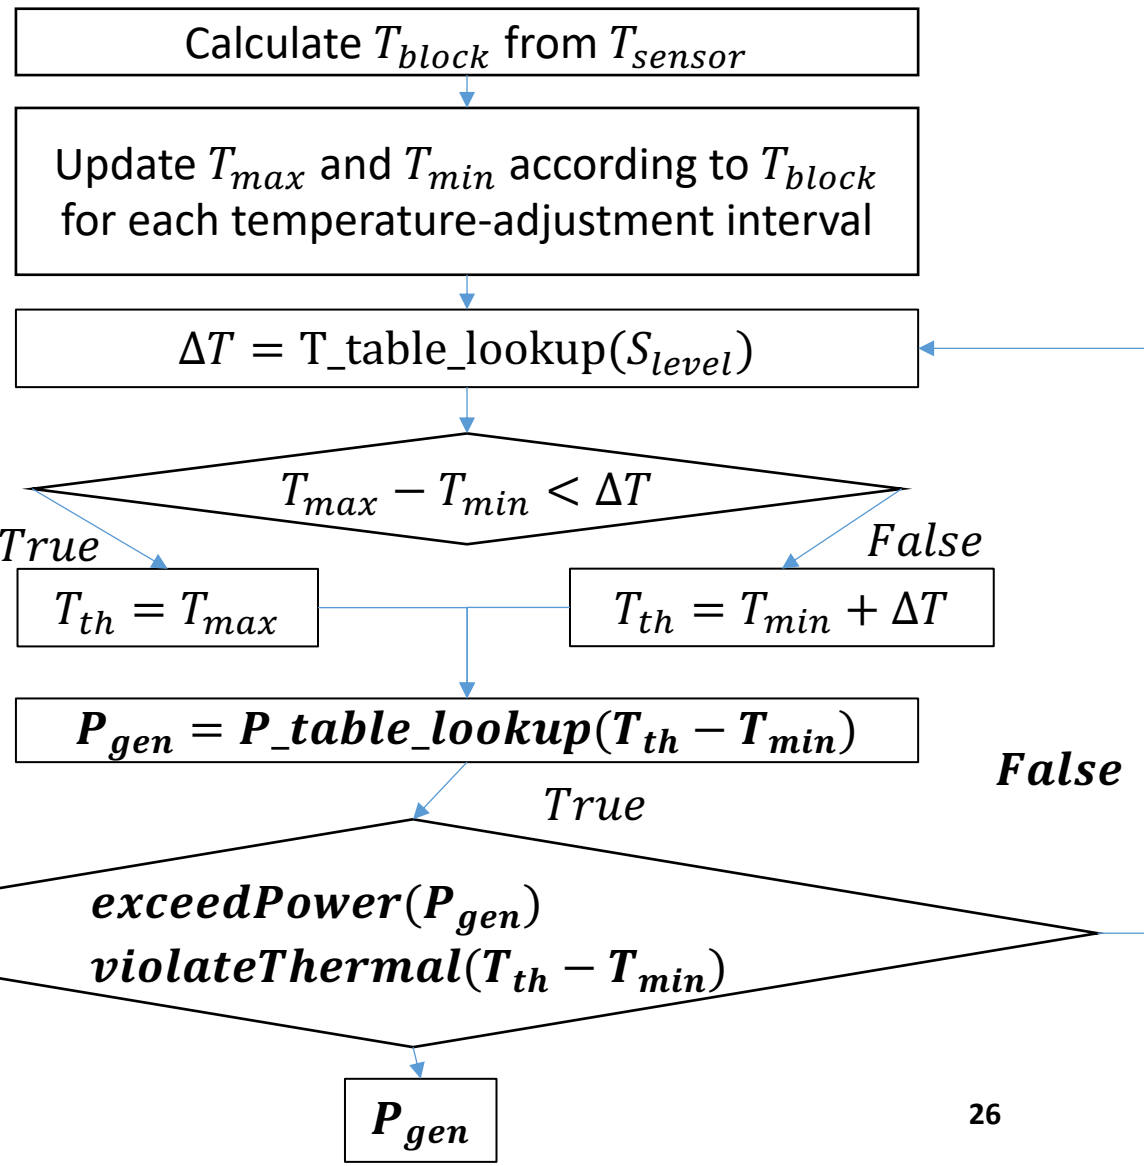 Calculate T_block from T_sensor
Update T_max and T_min according to T_block
for each temperature-adjustment interval
ΔT = T_table_lookup(S_level)
T_max − T_min < ΔT
True
False
T_th = T_max
T_th = T_min + ΔT
P_gen = P_table_lookup(T_th − T_min)
False
True
exceedPower(P_gen)
violateThermal(T_th − T_min)
P_gen
26